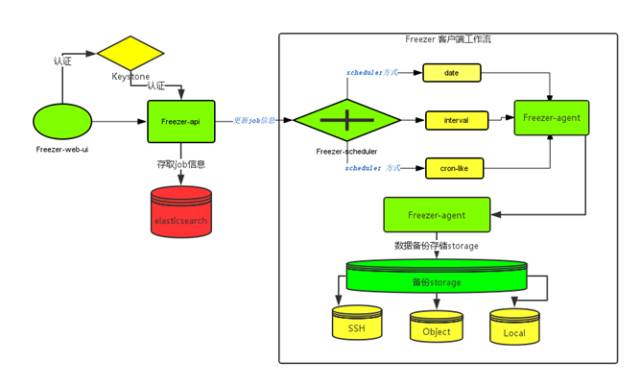 Freezer 客户端工作流
认证
Keystone
认证
scheduler方式
date
Freezer-web-ui
Freezer-api
更新job信息
Freezer-scheduler
interval
Freezer-agent
存取job信息
scheduler 方式
cron-like
elasticsearch
Freezer-agent
数据备份存储storage
备份storage
SSH
Object
Local